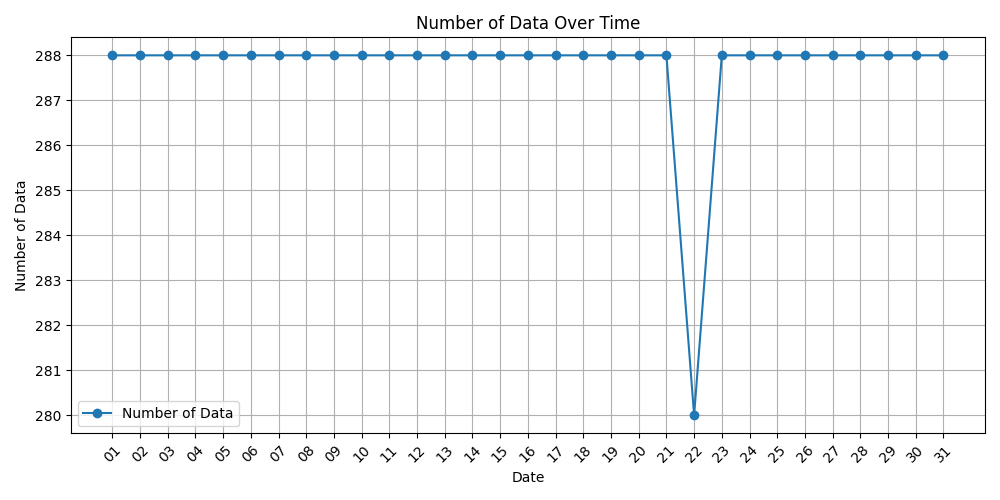 Number of Data Over Time
288
287
286
285
284
283
282
281
280
Number of Data
Number of Data
01 02 03 04 05 06 07 08 09 10 11 12 13 14 15 16 17 18 19 20 21 22 23 24 25 26 27 28 29 30 31
Date